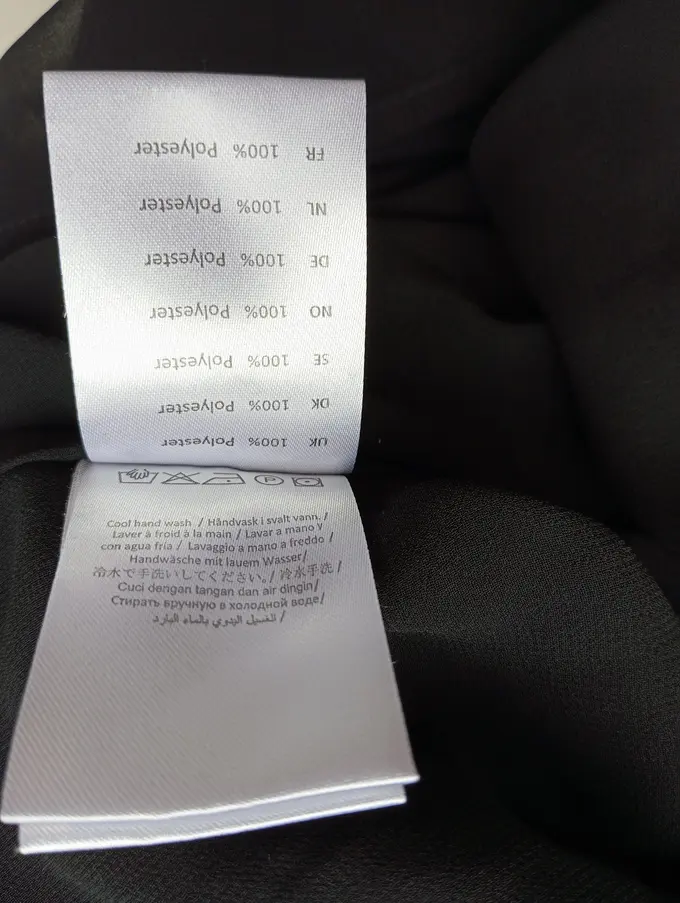 UK 100% Polyester
DK 100% Polyester
SE 100% Polyester
NO 100% Polyester
DE 100% Polyester
NL 100% Polyester
FR 100% Polyester
P
Cool hand wash / Håndvask i svalt vann. /
Laver à froid à la main / Lavar a mano y
con agua fría / Lavaggio a mano a freddo /
Handwäsche mit lauem Wasser/
冷水で手洗いしてください。/ 冷水手洗 /
Cuci dengan tangan dan air dingin/
Стирать вручную в холодной воде/
/ الغسيل اليدوي بالماء البارد